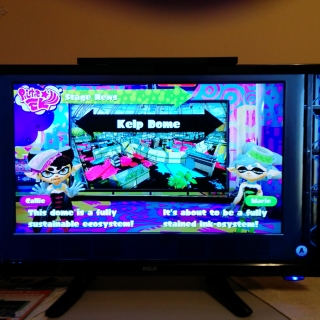 Stage News
Kelp Dome
Callie
Marie
This dome is a fully
sustainable ecosystem!
It's about to be a fully
stained ink-osystem!
A
RCA